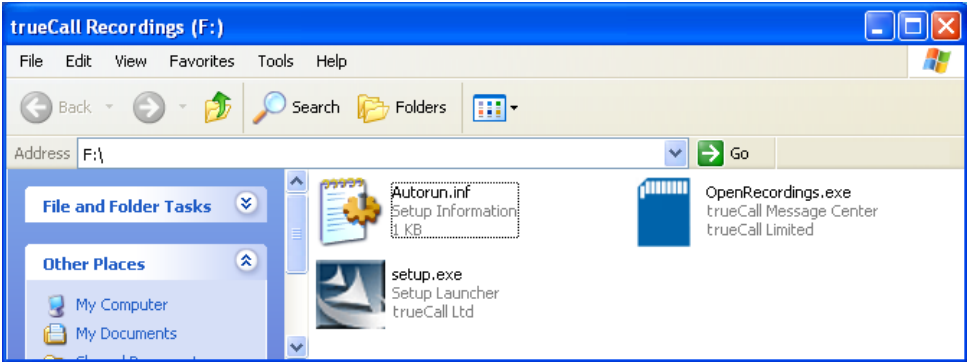 trueCall Recordings (F:)
File Edit View Favorites Tools Help
Back Search Folders
Address F:\ Go
File and Folder Tasks
Other Places
My Computer
My Documents
Autorun.inf
Setup Information
1 KB
OpenRecordings.exe
trueCall Message Center
trueCall Limited
setup.exe
Setup Launcher
trueCall Ltd